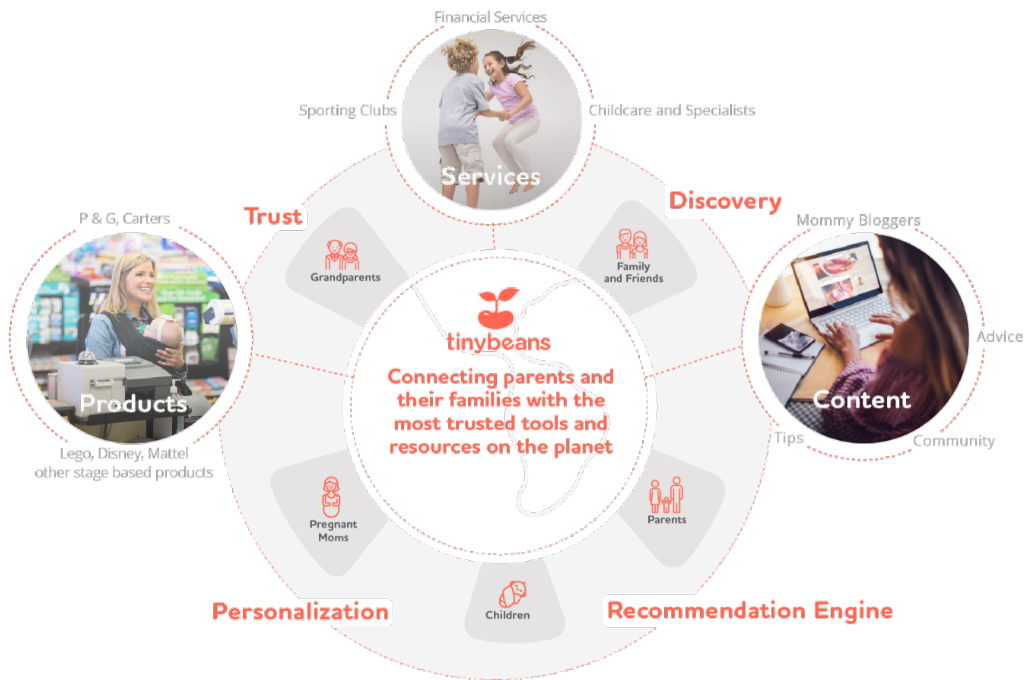 Financial Services
Sporting Clubs
Childcare and Specialists
Services
Trust
Discovery
P & G, Carters
Mommy Bloggers
Grandparents
Family
and Friends
Products
Content
Advice
tinybeans
Connecting parents and
their families with the
most trusted tools and
resources on the planet
Lego, Disney, Mattel
other stage based products
Tips
Community
Pregnant
Moms
Parents
Children
Personalization
Recommendation Engine